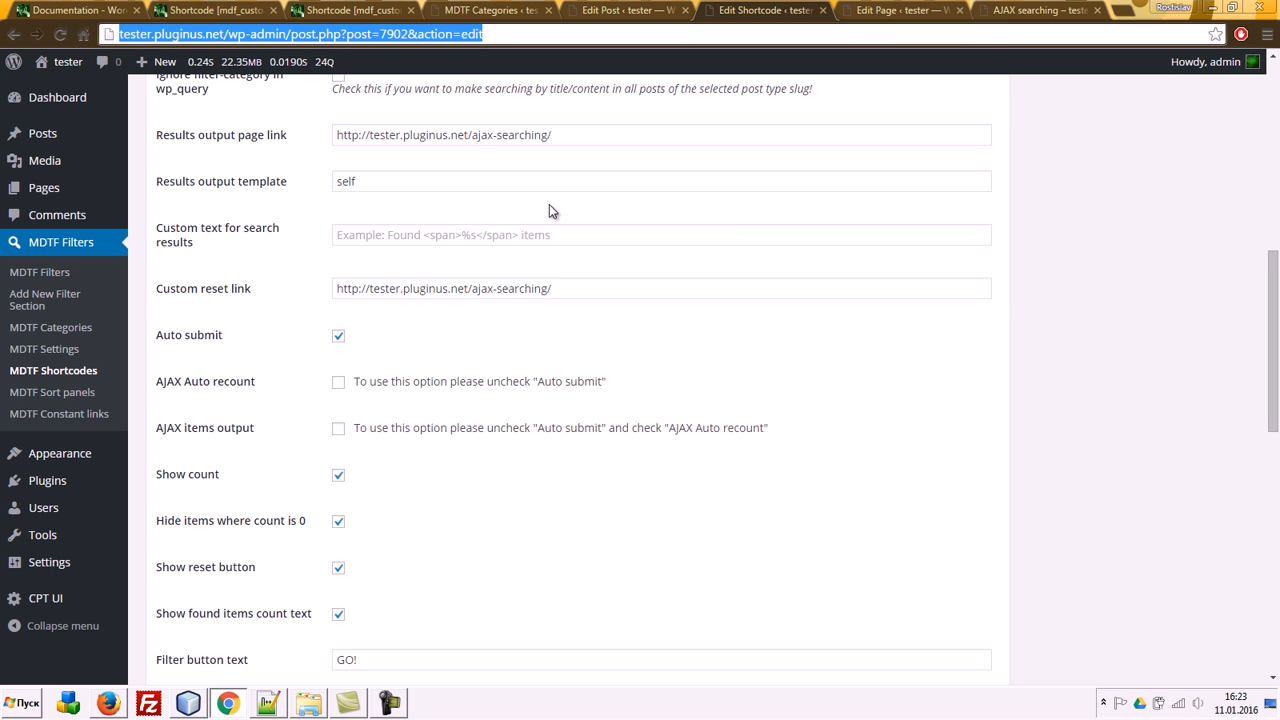 Documentation - Wor
Shortcode [mdf_custo
Shortcode [mdf_custo
MDTF Categories ‹ tes
Edit Post ‹ tester — W
Edit Shortcode ‹ tester
Edit Page ‹ tester — W
AJAX searching – teste
Rostislav
tester.pluginus.net/wp-admin/post.php?post=7902&action=edit
tester 0 New 0.24s 22.35MB 0.0190s 24Q
Howdy, admin
Dashboard
Posts
Media
Pages
Comments
MDTF Filters
MDTF Filters
Add New Filter
Section
MDTF Categories
MDTF Settings
MDTF Shortcodes
MDTF Sort panels
MDTF Constant links
Appearance
Plugins
Users
Tools
Settings
CPT UI
Collapse menu
Ignore filter-category in
wp_query
Check this if you want to make searching by title/content in all posts of the selected post type slug!
Results output page link
http://tester.pluginus.net/ajax-searching/
Results output template
self
Custom text for search
results
Example: Found <span>%s</span> items
Custom reset link
http://tester.pluginus.net/ajax-searching/
Auto submit
AJAX Auto recount
To use this option please uncheck "Auto submit"
AJAX items output
To use this option please uncheck "Auto submit" and check "AJAX Auto recount"
Show count
Hide items where count is 0
Show reset button
Show found items count text
Filter button text
GO!
Пуск
16:23
11.01.2016